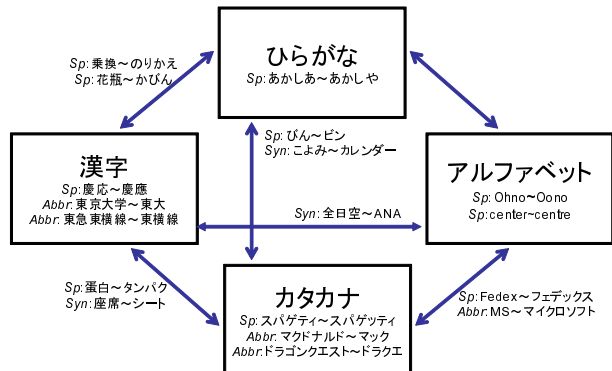 ひらがな
Sp: あかしあ～あかしや
Sp: 乗換～のりかえ
Sp: 花瓶～かびん
Sp: びん～ビン
Syn: こよみ～カレンダー
漢字
Sp: 慶応～慶應
Abbr: 東京大学～東大
Abbr: 東急東横線～東横線
アルファベット
Sp: Ohno～Oono
Sp: center~centre
Syn: 全日空～ANA
Sp: 蛋白～タンパク
Syn: 座席～シート
カタカナ
Sp: スパゲティ～スパゲッティ
Abbr: マクドナルド～マック
Abbr:ドラゴンクエスト～ドラクエ
Sp: Fedex～フェデックス
Abbr: MS～マイクロソフト